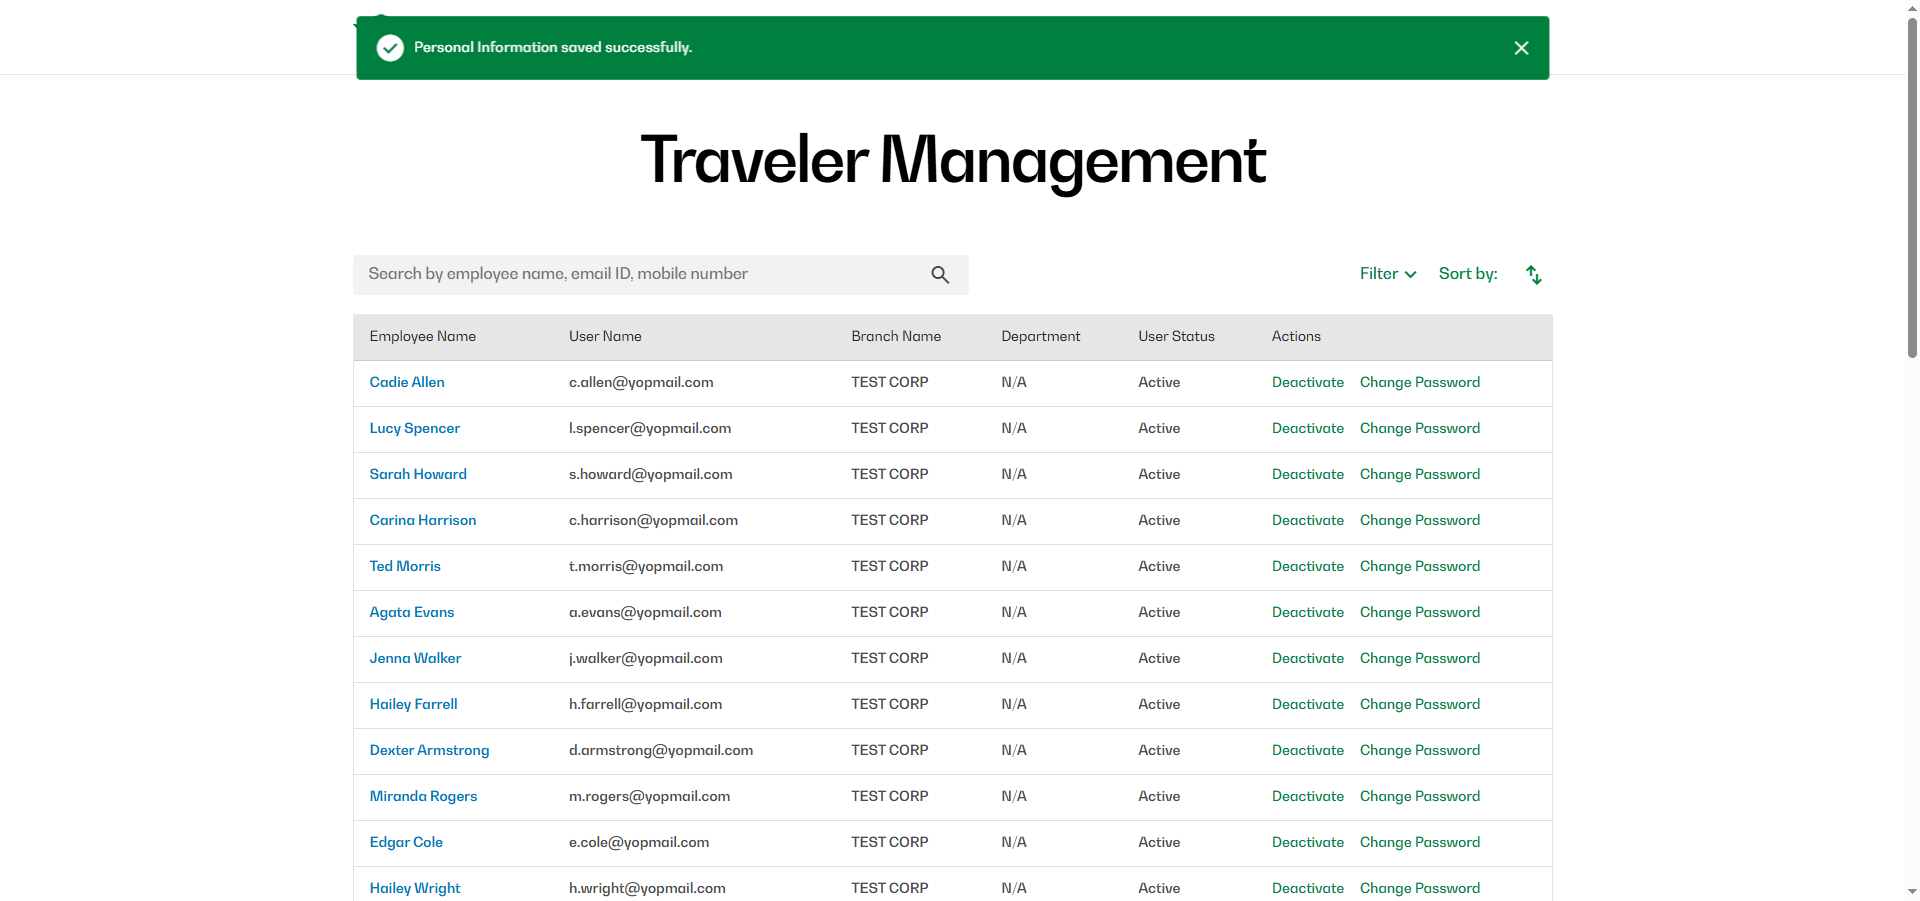 Personal Information saved successfully.
Traveler Management
Search by employee name, email ID, mobile number
Filter Sort by:
Employee Name User Name Branch Name Department User Status Actions
Cadie Allen c.allen@yopmail.com TEST CORP N/A Active Deactivate Change Password
Lucy Spencer l.spencer@yopmail.com TEST CORP N/A Active Deactivate Change Password
Sarah Howard s.howard@yopmail.com TEST CORP N/A Active Deactivate Change Password
Carina Harrison c.harrison@yopmail.com TEST CORP N/A Active Deactivate Change Password
Ted Morris t.morris@yopmail.com TEST CORP N/A Active Deactivate Change Password
Agata Evans a.evans@yopmail.com TEST CORP N/A Active Deactivate Change Password
Jenna Walker j.walker@yopmail.com TEST CORP N/A Active Deactivate Change Password
Hailey Farrell h.farrell@yopmail.com TEST CORP N/A Active Deactivate Change Password
Dexter Armstrong d.armstrong@yopmail.com TEST CORP N/A Active Deactivate Change Password
Miranda Rogers m.rogers@yopmail.com TEST CORP N/A Active Deactivate Change Password
Edgar Cole e.cole@yopmail.com TEST CORP N/A Active Deactivate Change Password
Hailey Wright h.wright@yopmail.com TEST CORP N/A Active Deactivate Change Password